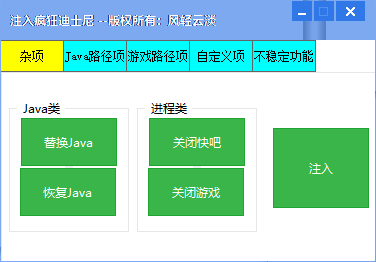 注入疯狂迪士尼 --版权所有：风轻云淡
杂项 Java路径项 游戏路径项 自定义项 不稳定功能
Java类 进程类
替换Java 关闭快吧 注入
恢复Java 关闭游戏